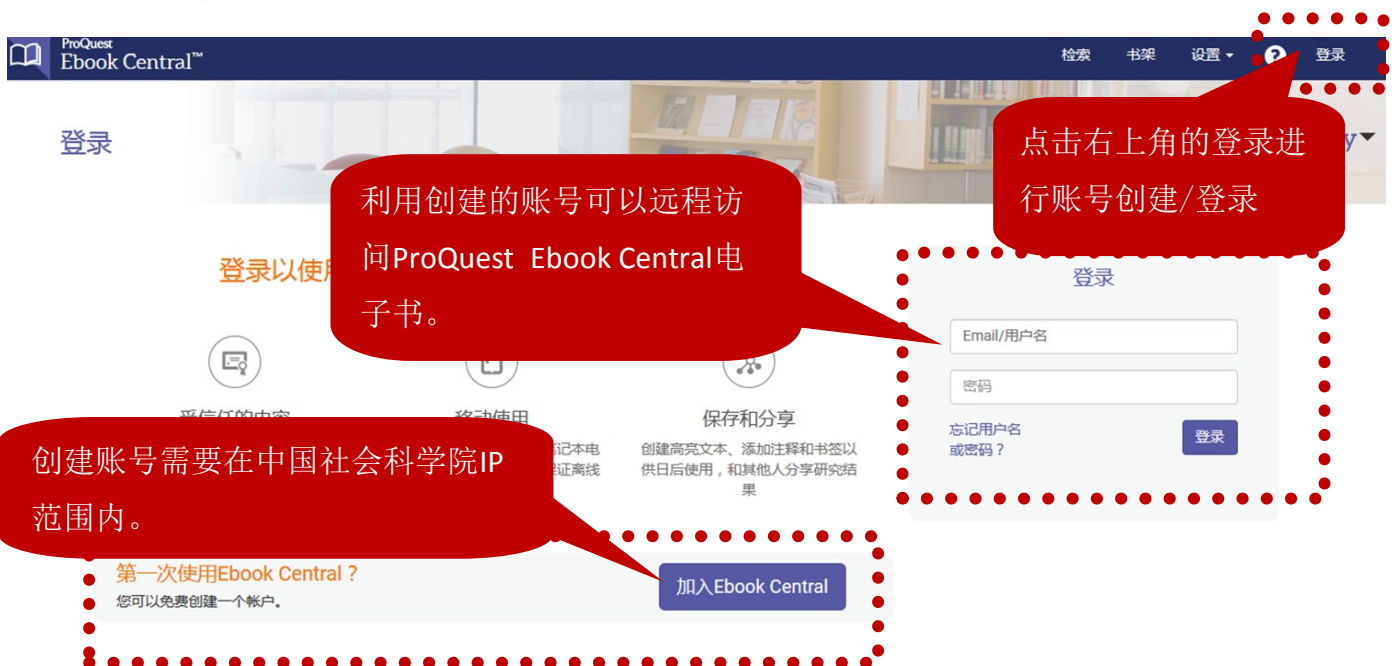 ProQuest
Ebook Central™
检索 书架 设置 ? 登录
登录
点击右上角的登录进
行账号创建/登录
y
利用创建的账号可以远程访
问ProQuest Ebook Central电
子书。
登录以使
登录
Email/用户名
密码
忘记用户名
或密码？
登录
移动使用
保存和分享
记本电
证离线
创建高亮文本、添加注释和书签以
供日后使用，和其他人分享研究结
果
创建账号需要在中国社会科学院IP
范围内。
第一次使用Ebook Central？
您可以免费创建一个帐户。
加入Ebook Central